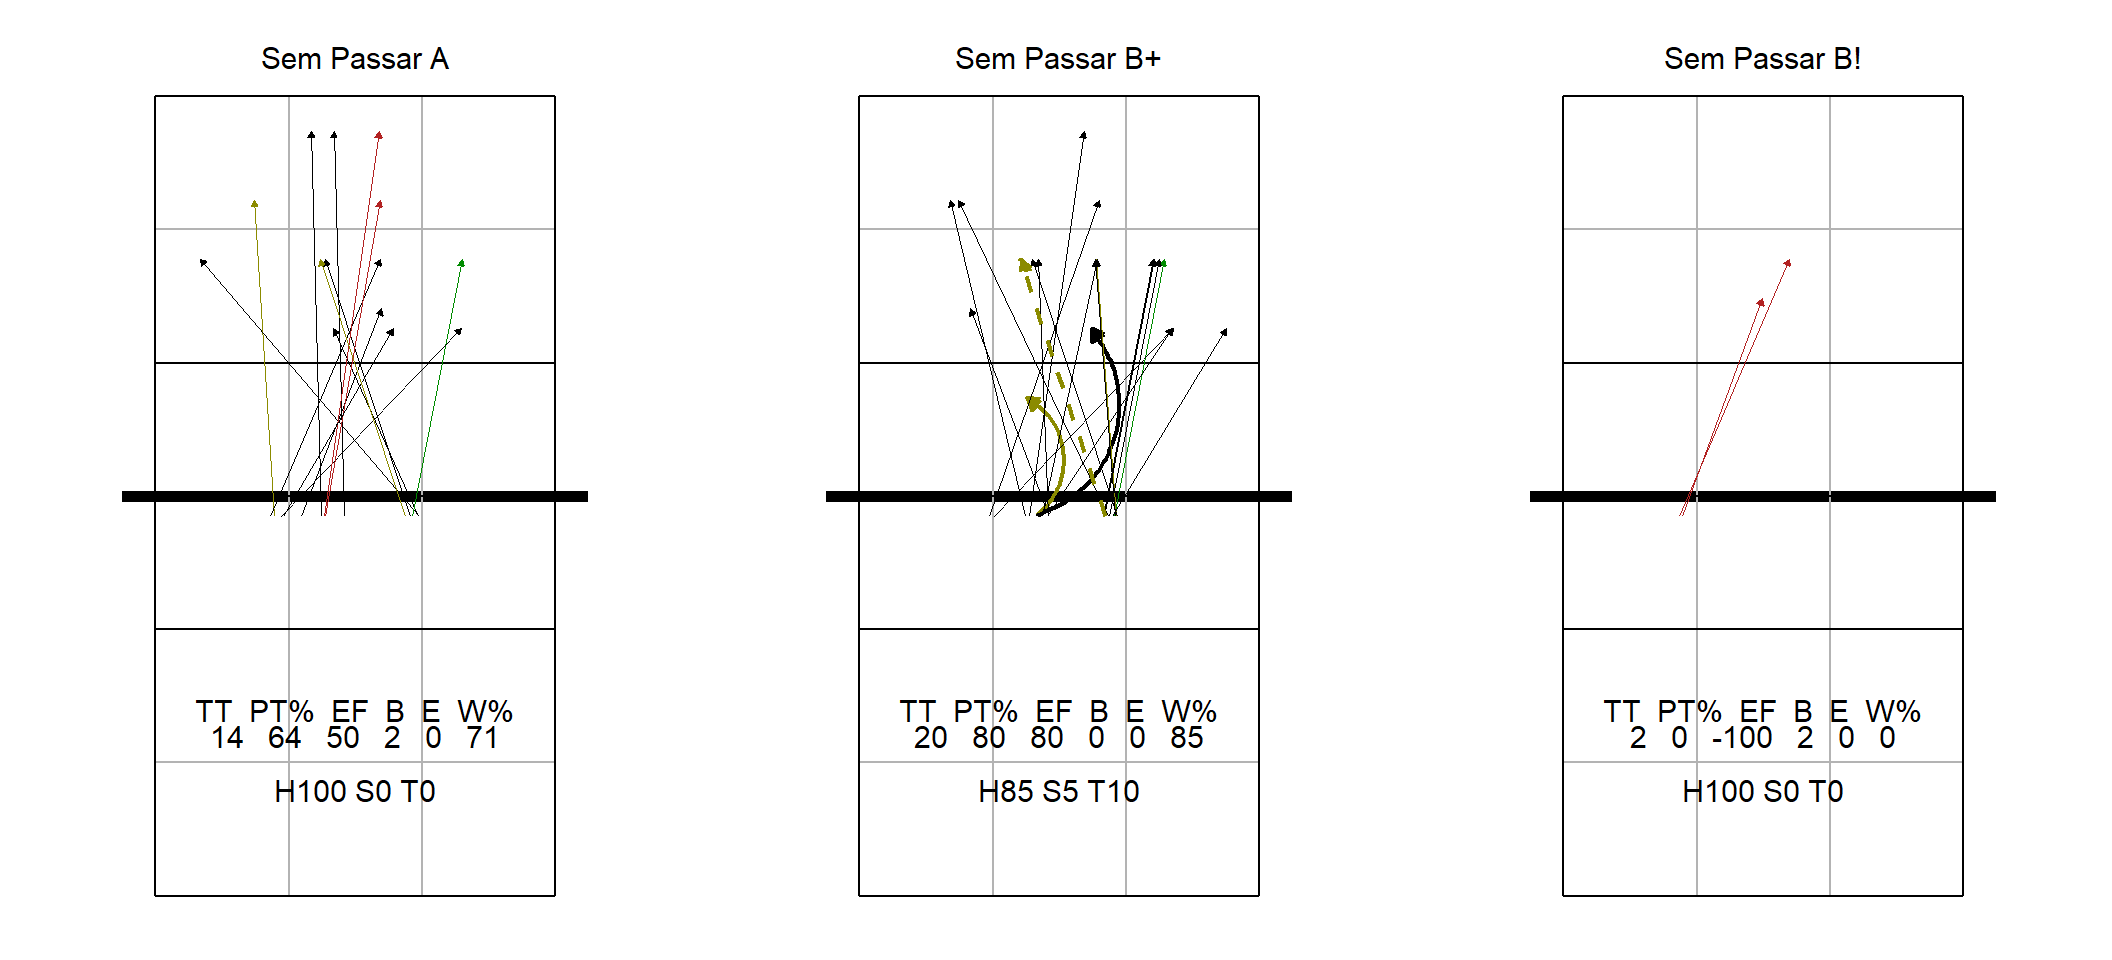 Sem Passar A
TT PT% EF B E W%
14 64 50 2 0 71
H100 S0 T0
Sem Passar B+
TT PT% EF B E W%
20 80 80 0 0 85
H85 S5 T10
Sem Passar B!
TT PT% EF B E W%
2 0 -100 2 0 0
H100 S0 T0